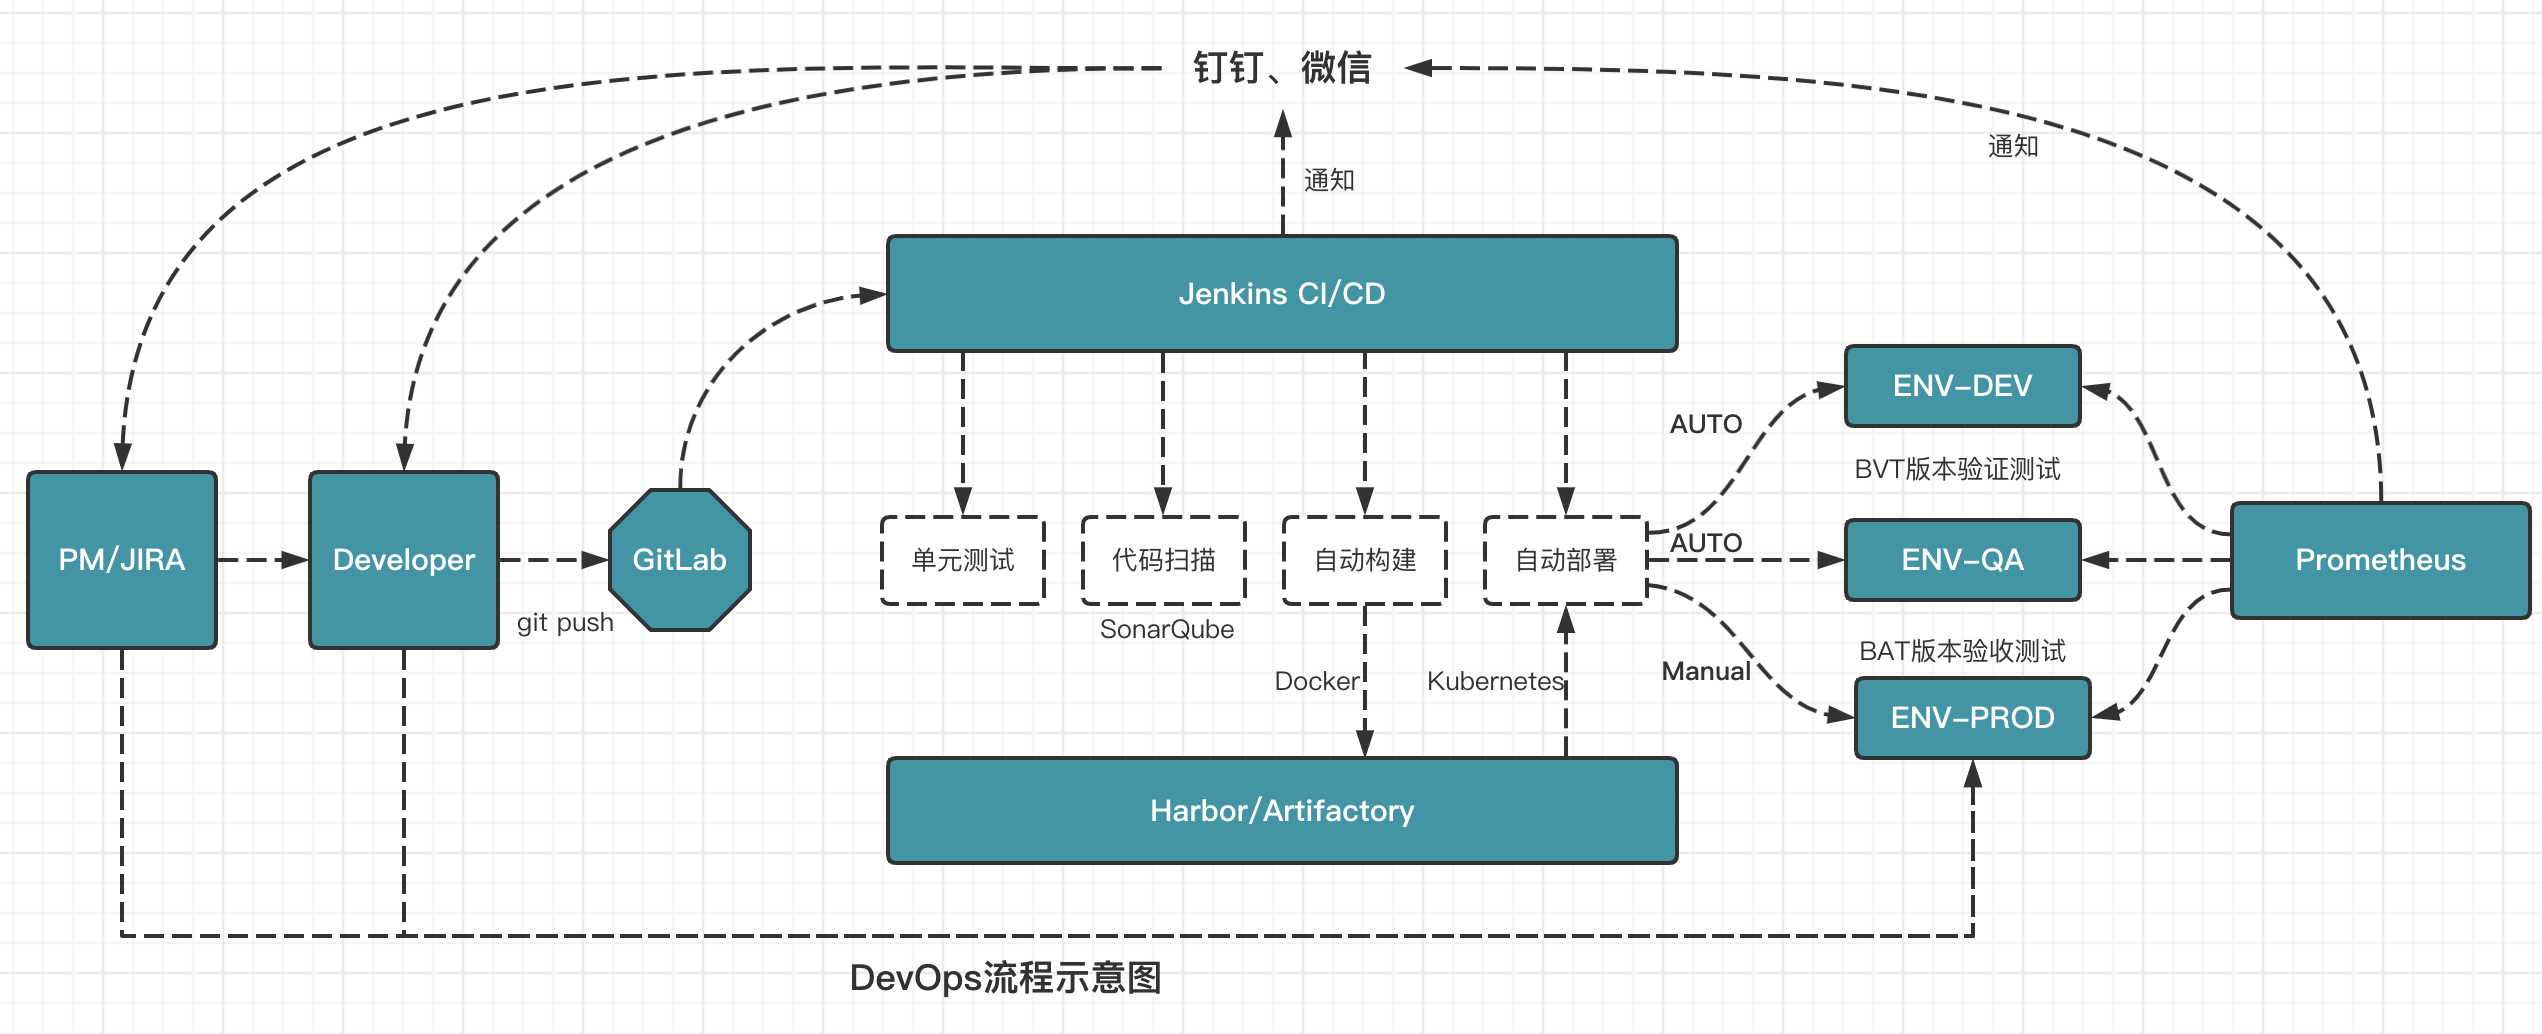 钉钉、微信
通知
通知
Jenkins CI/CD
ENV-DEV
AUTO
BVT版本验证测试
PM/JIRA
Developer
GitLab
git push
单元测试
代码扫描
自动构建
自动部署
AUTO
ENV-QA
Prometheus
SonarQube
Docker
Kubernetes
Manual
BAT版本验收测试
ENV-PROD
Harbor/Artifactory
DevOps流程示意图